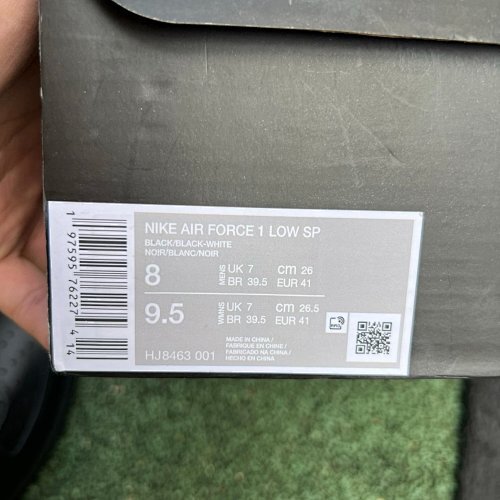 NIKE AIR FORCE 1 LOW SP
BLACK/BLACK-WHITE
NOIR/BLANC/NOIR
8 MENS UK 7 cm 26
BR 39.5 EUR 41
9.5 WMNS UK 7 cm 26.5
BR 39.5 EUR 41
MADE IN CHINA /
FABRIQUÉ EN CHINE /
FABRICADO NA CHINA /
HECHO EN CHINA
HJ8463 001
1 97595 76227 4 14